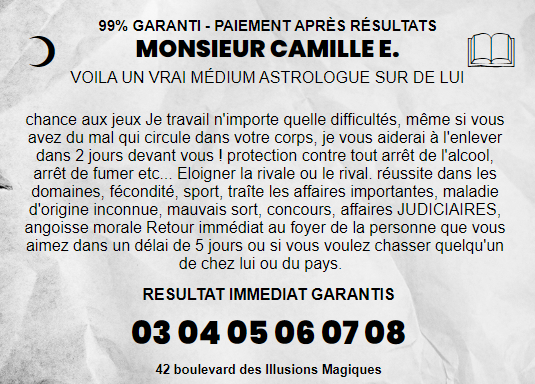 99% GARANTI - PAIEMENT APRÈS RÉSULTATS
MONSIEUR CAMILLE E.
VOILA UN VRAI MÉDIUM ASTROLOGUE SUR DE LUI
chance aux jeux Je travail n'importe quelle difficultés, même si vous
avez du mal qui circule dans votre corps, je vous aiderai à l'enlever
dans 2 jours devant vous ! protection contre tout arrêt de l'alcool,
arrêt de fumer etc... Eloigner la rivale ou le rival. réussite dans les
domaines, fécondité, sport, traîte les affaires importantes, maladie
d'origine inconnue, mauvais sort, concours, affaires JUDICIAIRES,
angoisse morale Retour immédiat au foyer de la personne que vous
aimez dans un délai de 5 jours ou si vous voulez chasser quelqu'un
de chez lui ou du pays.
RESULTAT IMMEDIAT GARANTIS
03 04 05 06 07 08
42 boulevard des Illusions Magiques